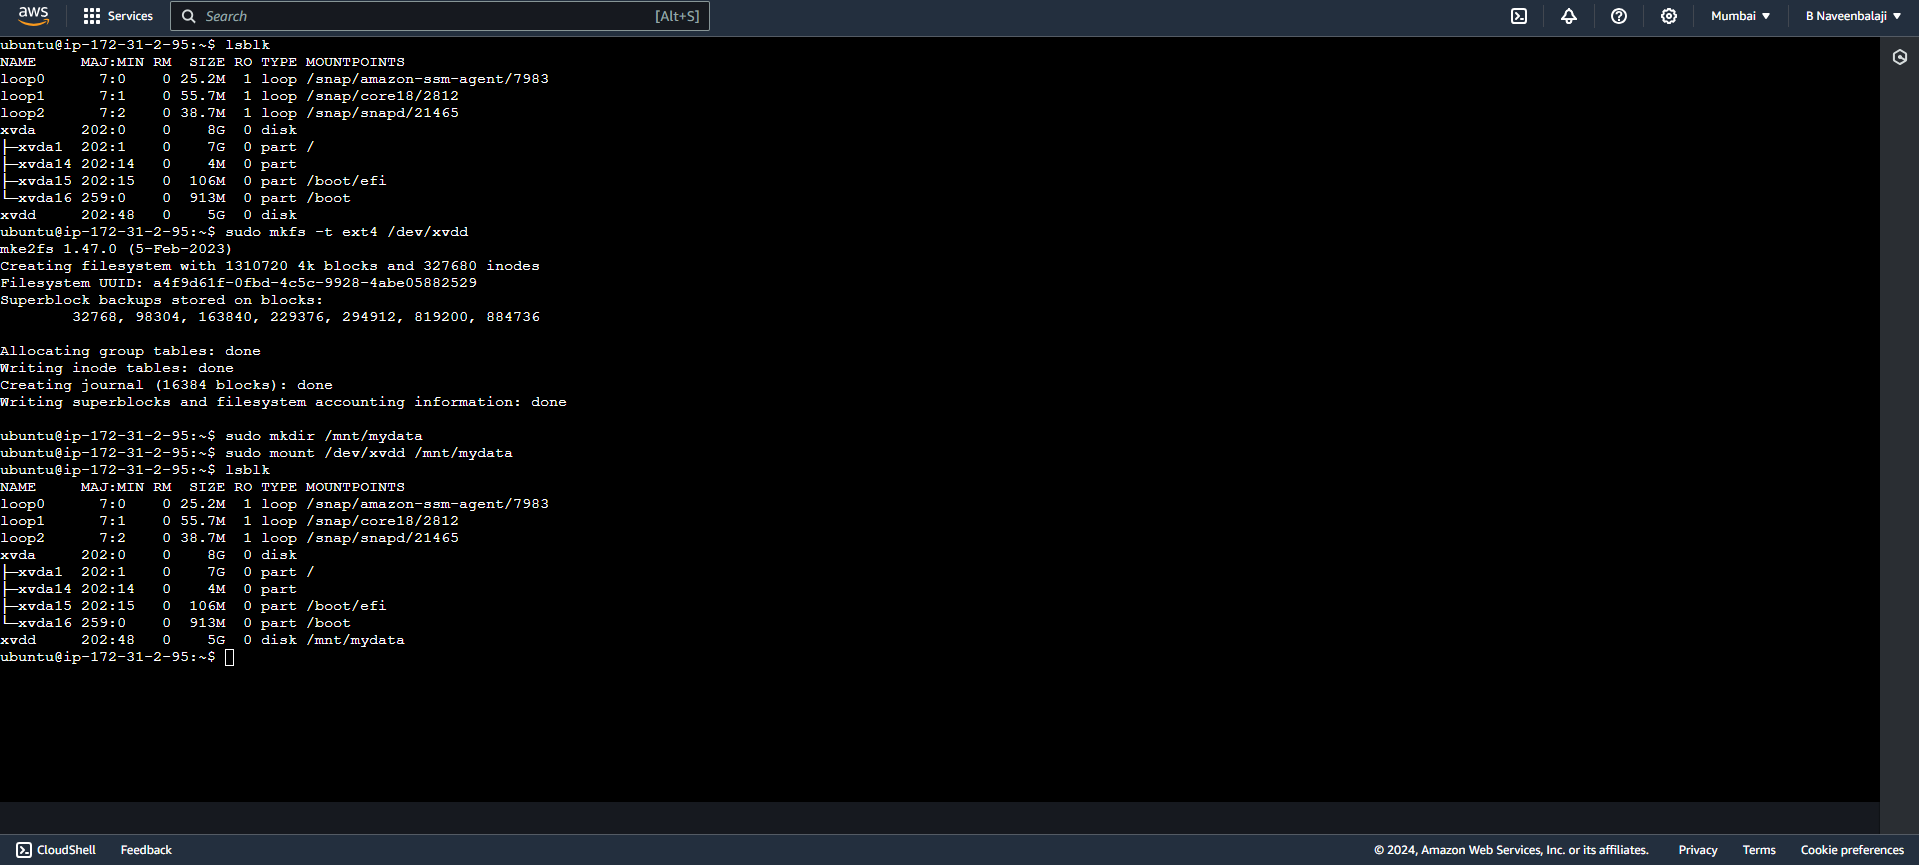 aws Services Search [Alt+S] Mumbai B Naveenbalaji
ubuntu@ip-172-31-2-95:~$ lsblk
NAME     MAJ:MIN RM  SIZE RO TYPE MOUNTPOINTS
loop0      7:0    0 25.2M  1 loop /snap/amazon-ssm-agent/7983
loop1      7:1    0 55.7M  1 loop /snap/core18/2812
loop2      7:2    0 38.7M  1 loop /snap/snapd/21465
xvda     202:0    0    8G  0 disk
├─xvda1  202:1    0    7G  0 part /
├─xvda14 202:14   0    4M  0 part
├─xvda15 202:15   0  106M  0 part /boot/efi
└─xvda16 259:0    0  913M  0 part /boot
xvdd     202:48   0    5G  0 disk
ubuntu@ip-172-31-2-95:~$ sudo mkfs -t ext4 /dev/xvdd
mke2fs 1.47.0 (5-Feb-2023)
Creating filesystem with 1310720 4k blocks and 327680 inodes
Filesystem UUID: a4f9d61f-0fbd-4c5c-9928-4abe05882529
Superblock backups stored on blocks:
        32768, 98304, 163840, 229376, 294912, 819200, 884736
Allocating group tables: done
Writing inode tables: done
Creating journal (16384 blocks): done
Writing superblocks and filesystem accounting information: done
ubuntu@ip-172-31-2-95:~$ sudo mkdir /mnt/mydata
ubuntu@ip-172-31-2-95:~$ sudo mount /dev/xvdd /mnt/mydata
ubuntu@ip-172-31-2-95:~$ lsblk
NAME     MAJ:MIN RM  SIZE RO TYPE MOUNTPOINTS
loop0      7:0    0 25.2M  1 loop /snap/amazon-ssm-agent/7983
loop1      7:1    0 55.7M  1 loop /snap/core18/2812
loop2      7:2    0 38.7M  1 loop /snap/snapd/21465
xvda     202:0    0    8G  0 disk
├─xvda1  202:1    0    7G  0 part /
├─xvda14 202:14   0    4M  0 part
├─xvda15 202:15   0  106M  0 part /boot/efi
└─xvda16 259:0    0  913M  0 part /boot
xvdd     202:48   0    5G  0 disk /mnt/mydata
ubuntu@ip-172-31-2-95:~$
CloudShell Feedback © 2024, Amazon Web Services, Inc. or its affiliates. Privacy Terms Cookie preferences